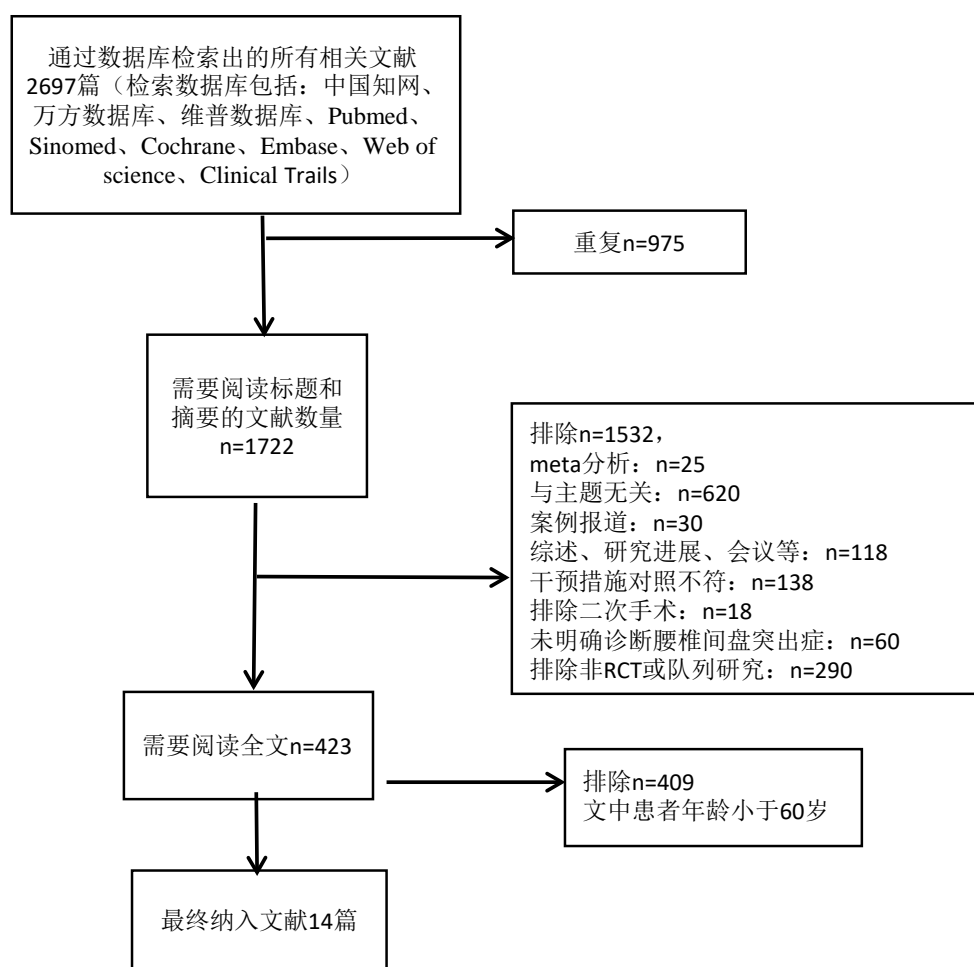 通过数据库检索出的所有相关文献
2697篇（检索数据库包括：中国知网、
万方数据库、维普数据库、Pubmed、
Sinomed、Cochrane、Embase、Web of
science、Clinical Trails）
重复n=975
需要阅读标题和
摘要的文献数量
n=1722
排除n=1532，
meta分析：n=25
与主题无关：n=620
案例报道：n=30
综述、研究进展、会议等：n=118
干预措施对照不符：n=138
排除二次手术：n=18
未明确诊断腰椎间盘突出症：n=60
排除非RCT或队列研究：n=290
需要阅读全文n=423
排除n=409
文中患者年龄小于60岁
最终纳入文献14篇